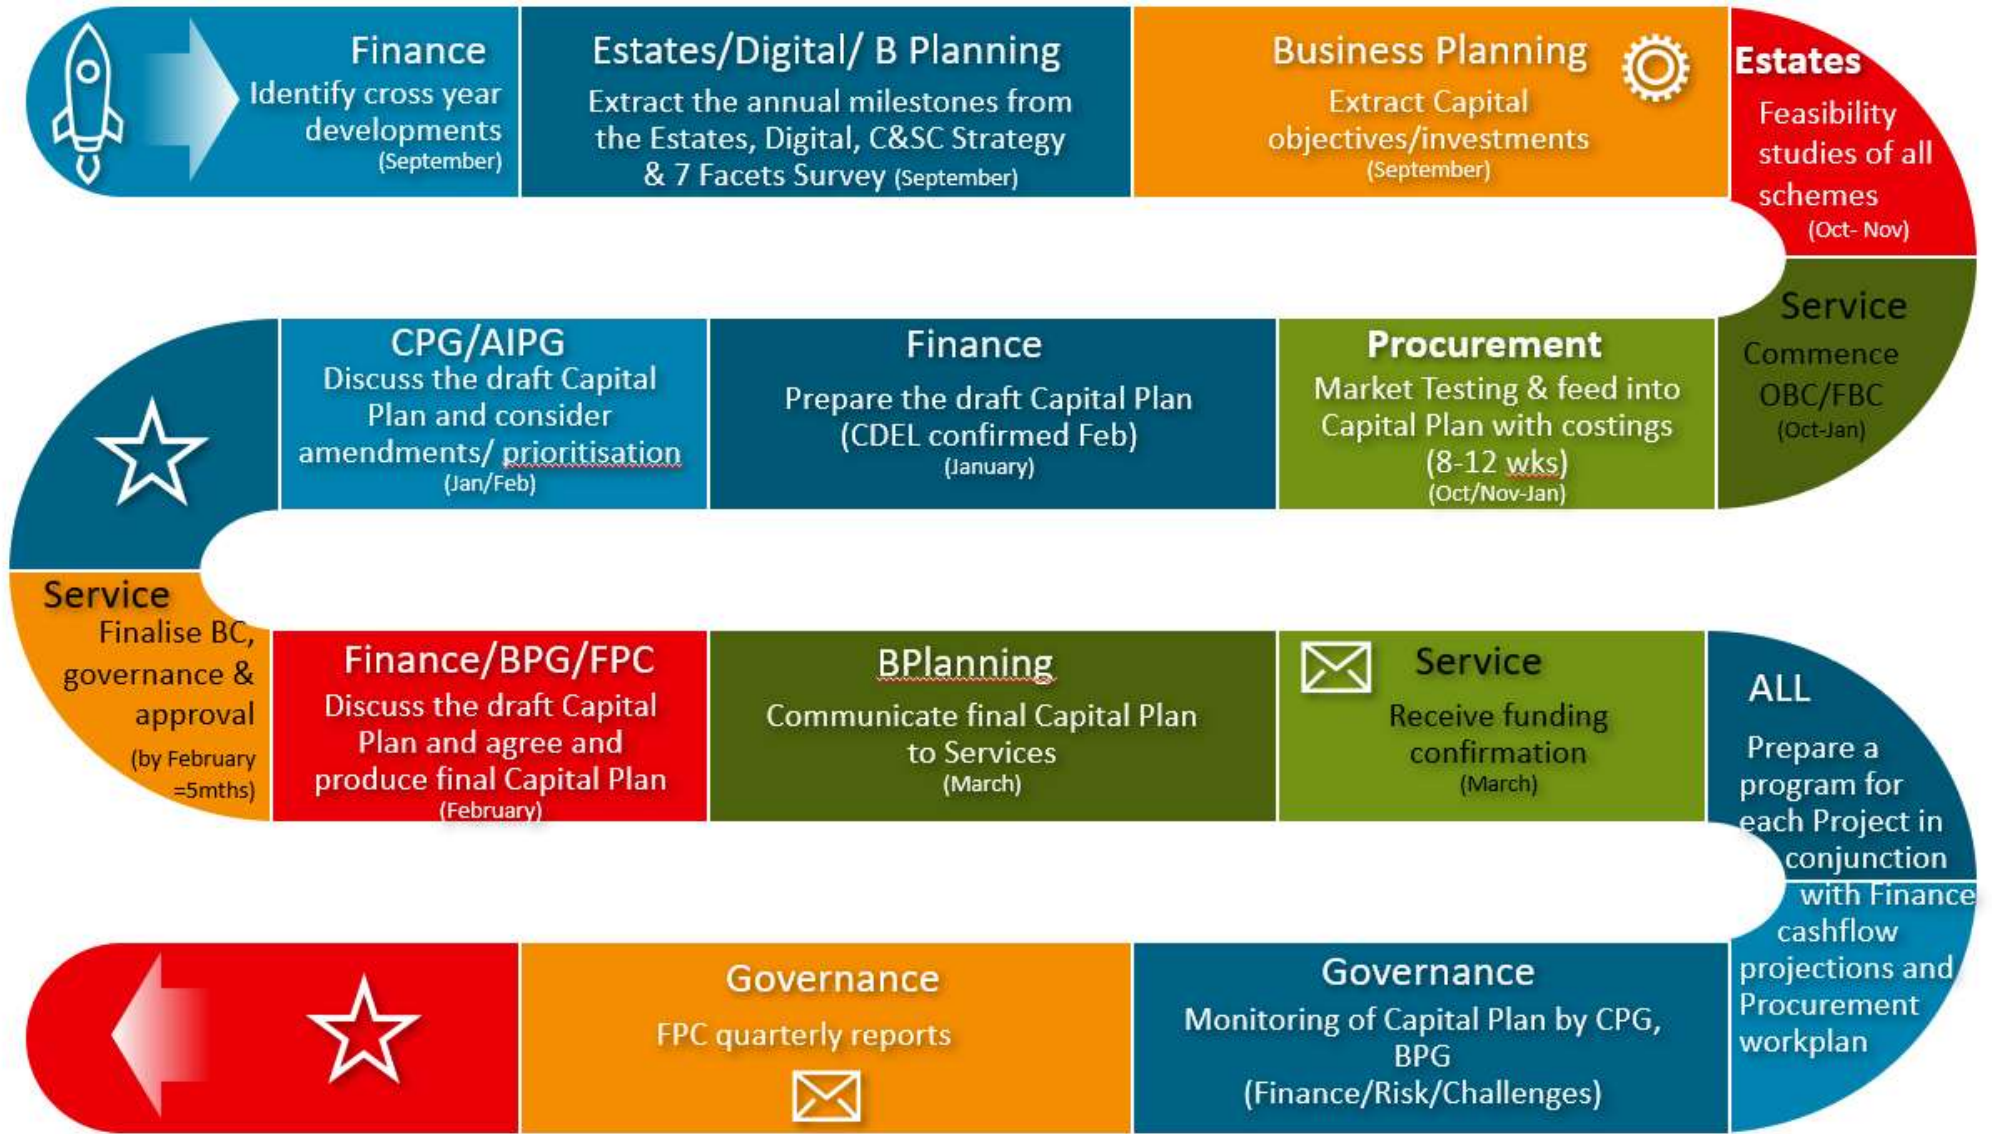 Finance
Identify cross year
developments
(September)
Estates/Digital/ B Planning
Extract the annual milestones from
the Estates, Digital, C&SC Strategy
& 7 Facets Survey (September)
Business Planning
Extract Capital
objectives/investments
(September)
Estates
Feasibility
studies of all
schemes
(Oct- Nov)
Service
Commence
OBC/FBC
(Oct-Jan)
Procurement
Market Testing & feed into
Capital Plan with costings
(8-12 wks)
(Oct/Nov-Jan)
Finance
Prepare the draft Capital Plan
(CDEL confirmed Feb)
(January)
CPG/AIPG
Discuss the draft Capital
Plan and consider
amendments/ prioritisation
(Jan/Feb)
Service
Finalise BC,
governance &
approval
(by February
=5mths)
Finance/BPG/FPC
Discuss the draft Capital
Plan and agree and
produce final Capital Plan
(February)
BPlanning
Communicate final Capital Plan
to Services
(March)
Service
Receive funding
confirmation
(March)
ALL
Prepare a
program for
each Project in
conjunction
with Finance
cashflow
projections and
Procurement
workplan
Governance
Monitoring of Capital Plan by CPG,
BPG
(Finance/Risk/Challenges)
Governance
FPC quarterly reports